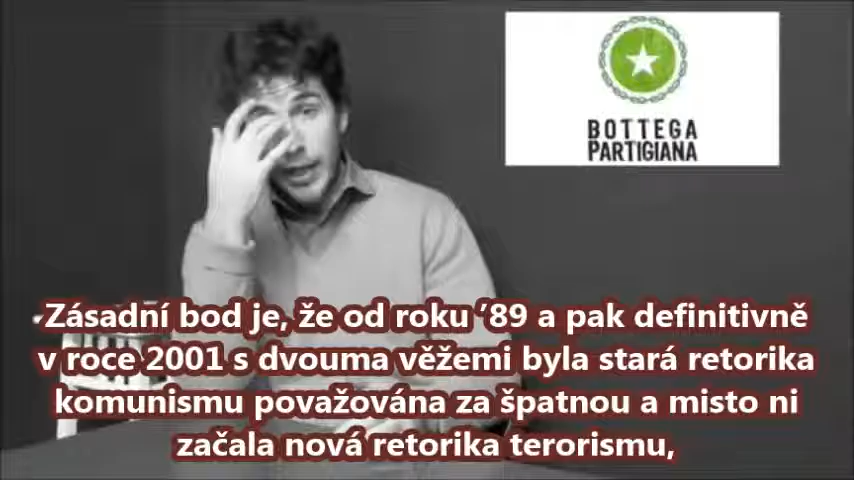 BOTTEGA
PARTIGIANA
Zásadní bod je, že od roku ’89 a pak definitivně
v roce 2001 s dvouma věžemi byla stará retorika
komunismu považována za špatnou a misto ni
začala nová retorika terorismu,